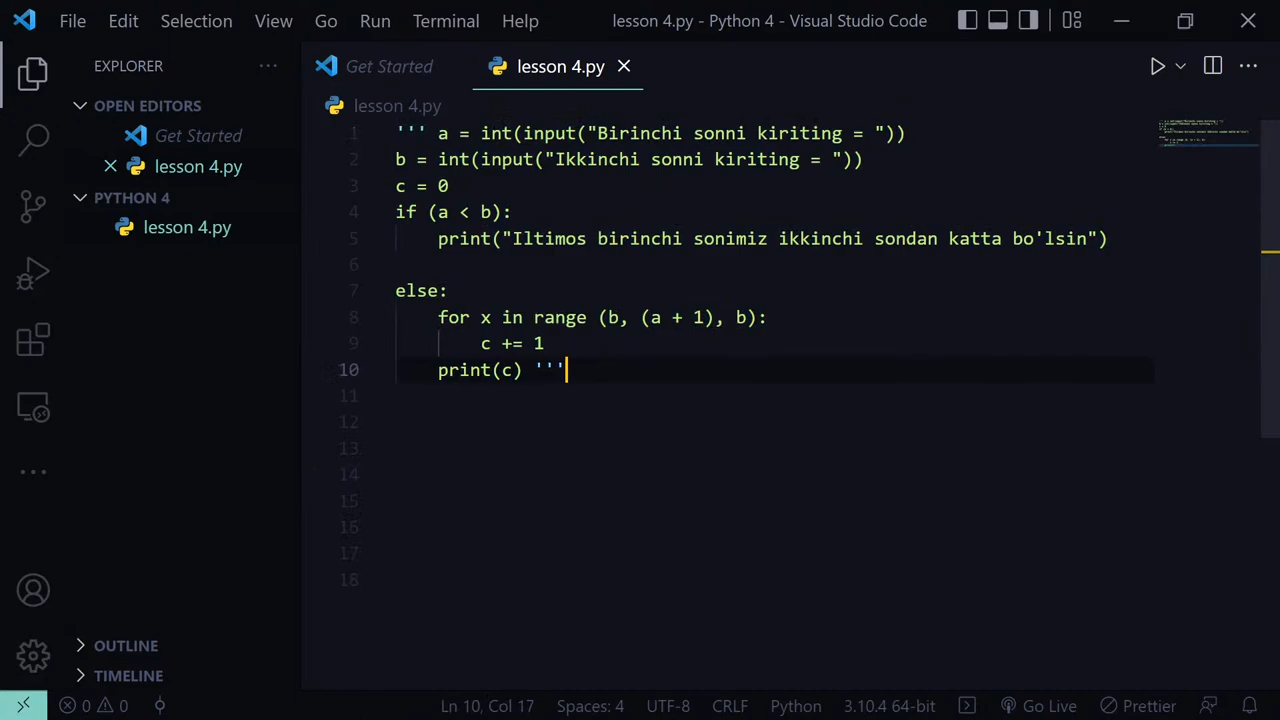 File Edit Selection View Go Run Terminal Help lesson 4.py - Python 4 - Visual Studio Code
EXPLORER
OPEN EDITORS
Get Started
lesson 4.py
PYTHON 4
lesson 4.py
OUTLINE
TIMELINE
Get Started lesson 4.py
lesson 4.py
1 ''' a = int(input("Birinchi sonni kiriting = "))
2 b = int(input("Ikkinchi sonni kiriting = "))
3 c = 0
4 if (a < b):
5     print("Iltimos birinchi sonimiz ikkinchi sondan katta bo'lsin")
6
7 else:
8     for x in range (b, (a + 1), b):
9         c += 1
10     print(c) '''
11
12
13
14
15
16
17
18
0 0 Ln 10, Col 17 Spaces: 4 UTF-8 CRLF Python 3.10.4 64-bit Go Live Prettier